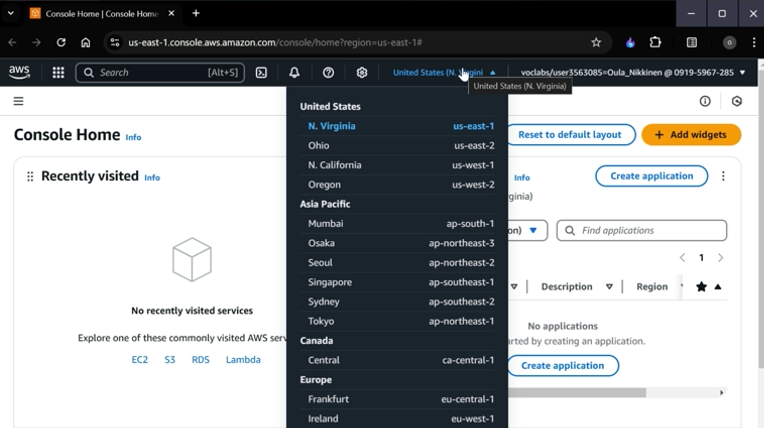 Console Home | Console Home
us-east-1.console.aws.amazon.com/console/home?region=us-east-1#
aws
Search [Alt+S]
United States (N. Virgini
voclabs/user3563085=Oula_Nikkinen @ 0919-5967-285
United States (N. Virginia)
Console Home Info
Reset to default layout
+ Add widgets
Recently visited Info
No recently visited services
Explore one of these commonly visited AWS serv
EC2 S3 RDS Lambda
United States
N. Virginia us-east-1
Ohio us-east-2
N. California us-west-1
Oregon us-west-2
Asia Pacific
Mumbai ap-south-1
Osaka ap-northeast-3
Seoul ap-northeast-2
Singapore ap-southeast-1
Sydney ap-southeast-2
Tokyo ap-northeast-1
Canada
Central ca-central-1
Europe
Frankfurt eu-central-1
Ireland eu-west-1
Info
Create application
ginia)
on)
Find applications
1
Description
Region
No applications
arted by creating an application.
Create application